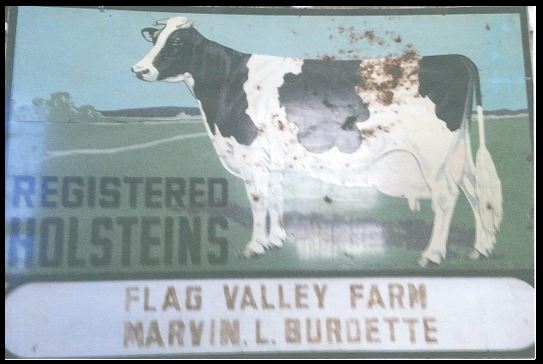 REGISTERED
HOLSTEINS
FLAG VALLEY FARM
MARVIN. L. BURDETTE